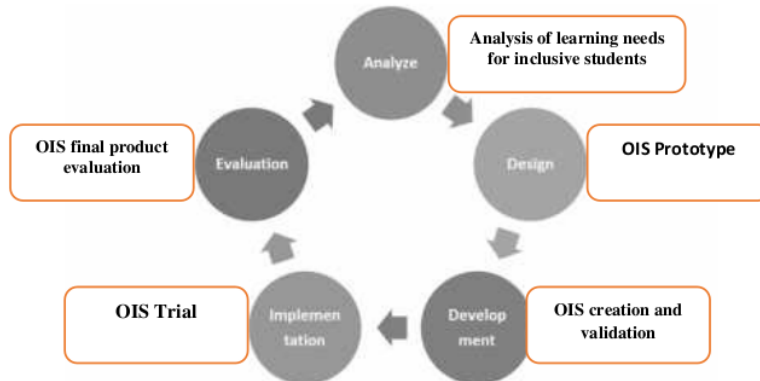 Analyze
Analysis of learning needs
for inclusive students
OIS final product
evaluation
Evaluation
Design
OIS Prototype
OIS Trial
Implemen
tation
Develop
ment
OIS creation and
validation